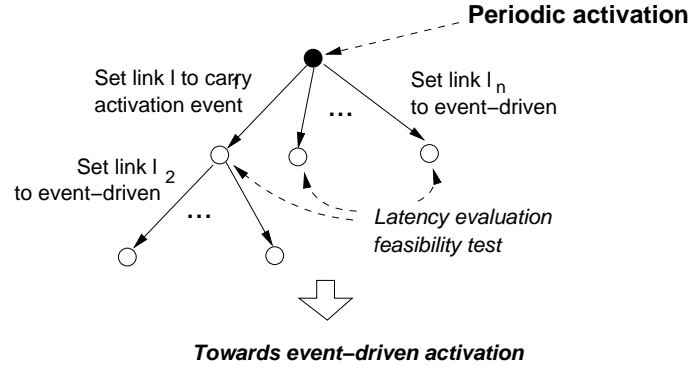 Periodic activation
Set link l to carry
1
activation event
Set link l n
to event–driven
...
Set link l 2
to event–driven
...
Latency evaluation
feasibility test
Towards event–driven activation